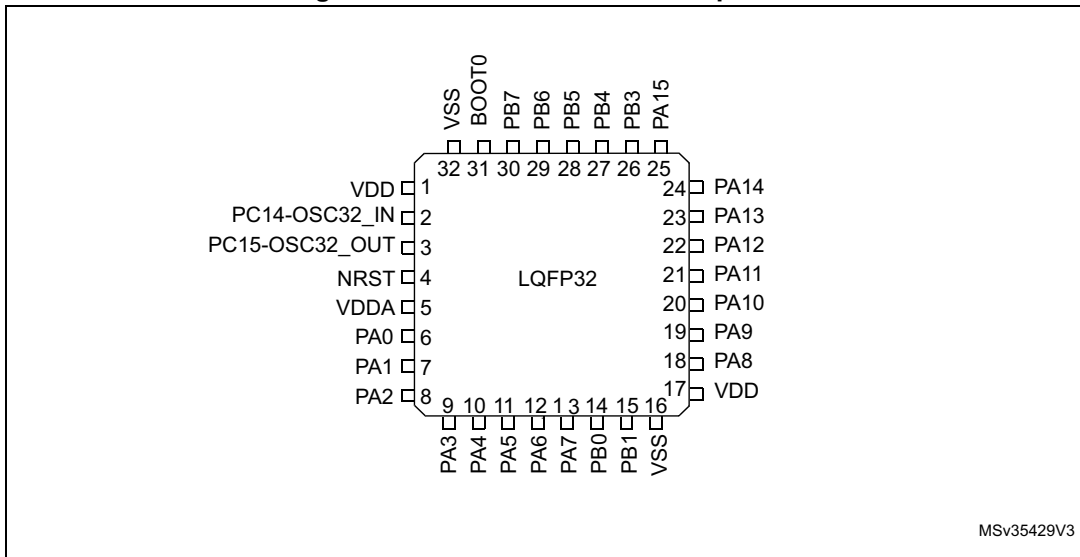 VSS
BOOT0
PB7
PB6
PB5
PB4
PB3
PA15
32 31 30 29 28 27 26 25
VDD 1
PC14-OSC32_IN 2
PC15-OSC32_OUT 3
NRST 4
VDDA 5
PA0 6
PA1 7
PA2 8
LQFP32
24 PA14
23 PA13
22 PA12
21 PA11
20 PA10
19 PA9
18 PA8
17 VDD
9 10 11 12 13 14 15 16
PA3
PA4
PA5
PA6
PA7
PB0
PB1
VSS
MSv35429V3